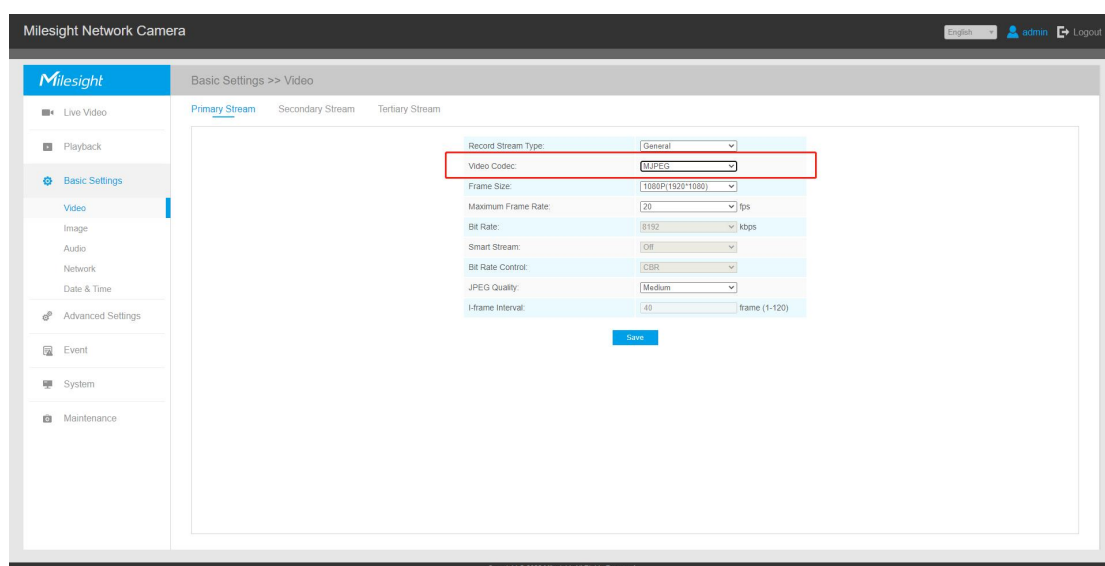 Milesight Network Camera
English admin Logout
Milesight
Basic Settings >> Video
Live Video
Playback
Basic Settings
Video
Image
Audio
Network
Date & Time
Advanced Settings
Event
System
Maintenance
Primary Stream Secondary Stream Tertiary Stream
Record Stream Type: General
Video Codec: MJPEG
Frame Size: 1080P(1920*1080)
Maximum Frame Rate: 20 fps
Bit Rate: 8192 kbps
Smart Stream: Off
Bit Rate Control: CBR
JPEG Quality: Medium
I-frame Interval: 40 frame (1-120)
Save